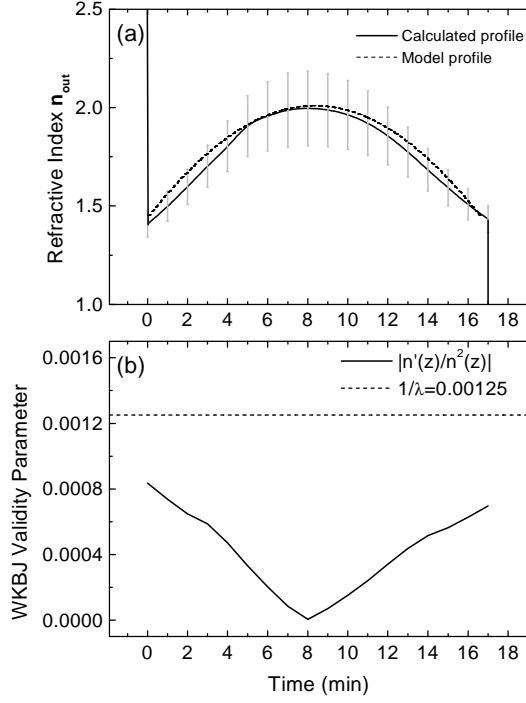 2.5
(a)
Calculated profile
Model profile
2.0
1.5
1.0
Refractive Index n_out
0 2 4 6 8 10 12 14 16 18
0.0016
(b)
|n'(z)/n²(z)|
1/λ=0.00125
0.0012
0.0008
0.0004
0.0000
WKBJ Validity Parameter
0 2 4 6 8 10 12 14 16 18
Time (min)